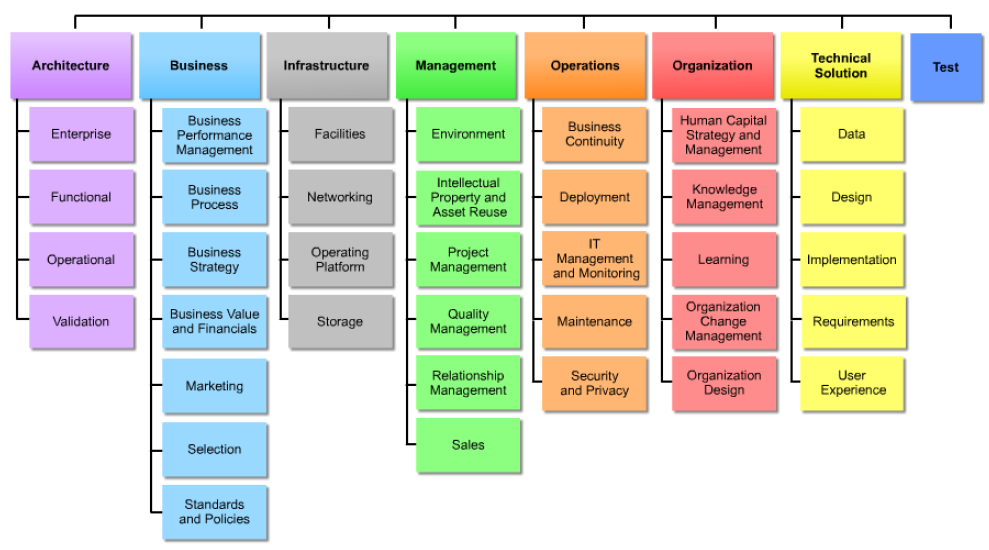 Architecture
Business
Infrastructure
Management
Operations
Organization
Technical
Solution
Test
Enterprise
Functional
Operational
Validation
Business
Performance
Management
Business
Process
Business
Strategy
Business Value
and Financials
Marketing
Selection
Standards
and Policies
Facilities
Networking
Operating
Platform
Storage
Environment
Intellectual
Property and
Asset Reuse
Project
Management
Quality
Management
Relationship
Management
Sales
Business
Continuity
Deployment
IT
Management
and Monitoring
Maintenance
Security
and Privacy
Human Capital
Strategy and
Management
Knowledge
Management
Learning
Organization
Change
Management
Organization
Design
Data
Design
Implementation
Requirements
User
Experience